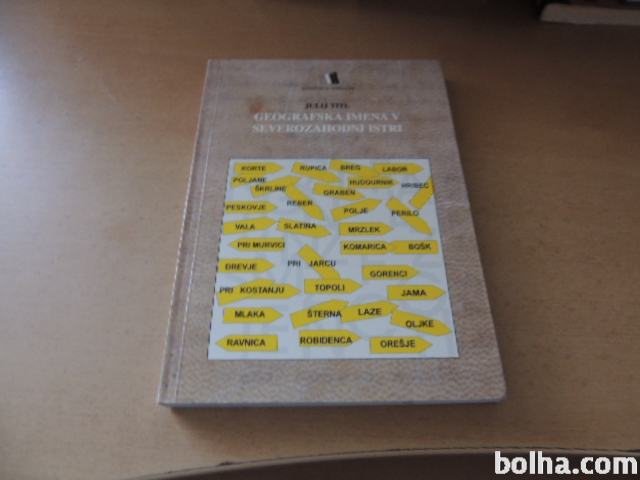 JULIJ TITL
GEOGRAFSKA IMENA V
SEVEROZAHODNI ISTRI
KORTE
RUPICA
BREG
LABOR
POLJANE
ŠKRLINE
GRABEN
HUDOURNIK
HRIBEC
PESKOVJE
REBER
POLJE
PERILO
VALA
SLATINA
MRZLEK
PRI MURVICI
KOMARICA
BOŠK
DREVJE
PRI JARCU
GORENCI
PRI KOSTANJU
TOPOLI
JAMA
MLAKA
ŠTERNA
LAZE
OLJKE
RAVNICA
ROBIDENCA
OREŠJE
bolha.com